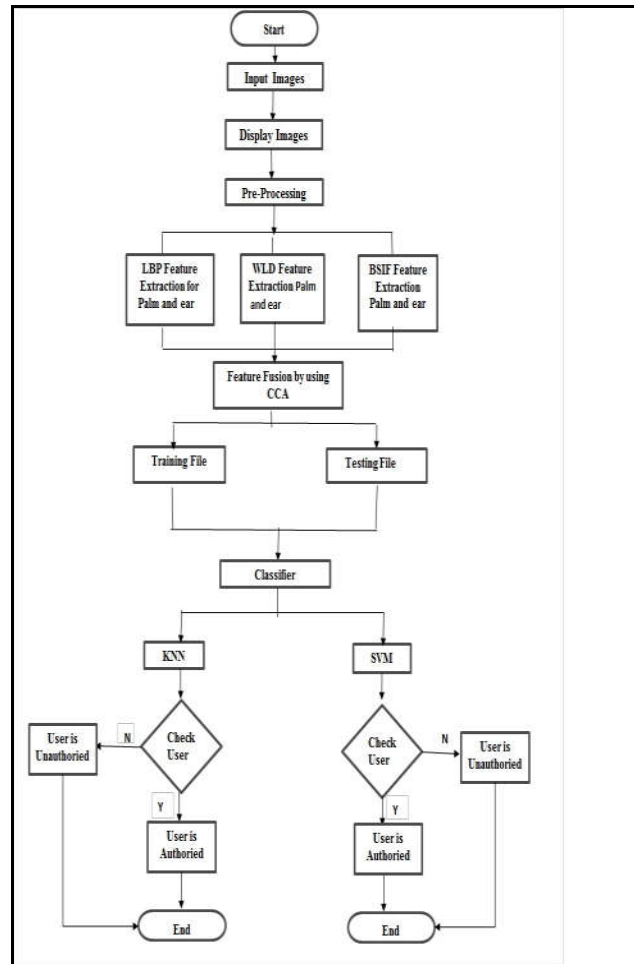 Start
Input Images
Display Images
Pre-Processing
LBP Feature
Extraction for
Palm and ear
WLD Feature
Extraction Palm
and ear
BSIF Feature
Extraction
Palm and ear
Feature Fusion by using
CCA
Training File
Testing File
Classifier
KNN
SVM
Check
User
N
User is
Unauthoried
Y
User is
Authoried
End
Check
User
N
User is
Unauthoried
Y
User is
Authoried
End